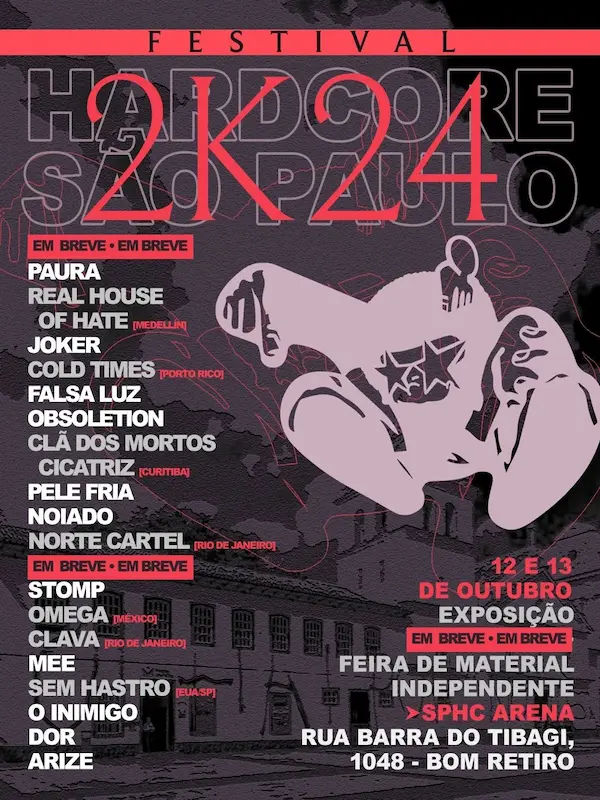 FESTIVAL
HARDCORE
2K24
SÃO PAULO
EM BREVE • EM BREVE
PAURA
REAL HOUSE
OF HATE [MEDELLIN]
JOKER
COLD TIMES [PORTO RICO]
FALSA LUZ
OBSOLETION
CLÃ DOS MORTOS
CICATRIZ [CURITIBA]
PELE FRIA
NOIADO
NORTE CARTEL [RIO DE JANEIRO]
EM BREVE • EM BREVE
STOMP
OMEGA [MÉXICO]
CLAVA [RIO DE JANEIRO]
MEE
SEM HASTRO [EUA/SP]
O INIMIGO
DOR
ARIZE
12 E 13
DE OUTUBRO
EXPOSIÇÃO
EM BREVE • EM BREVE
FEIRA DE MATERIAL
INDEPENDENTE
➤SPHC ARENA
RUA BARRA DO TIBAGI,
1048 - BOM RETIRO